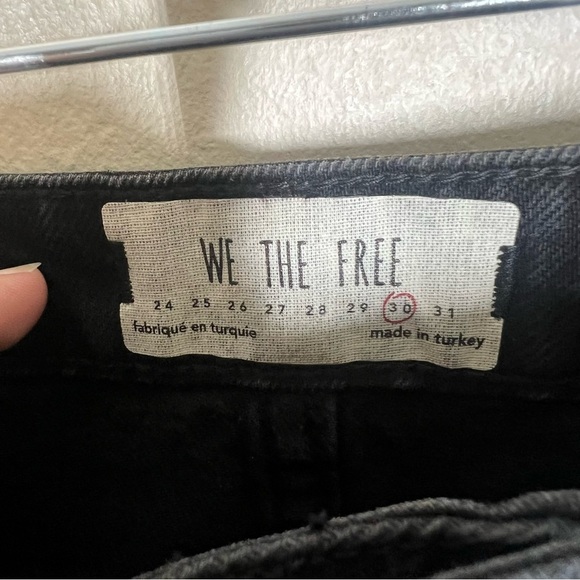 WE THE FREE
24 25 26 27 28 29 30 31
fabriqué en turquie made in turkey